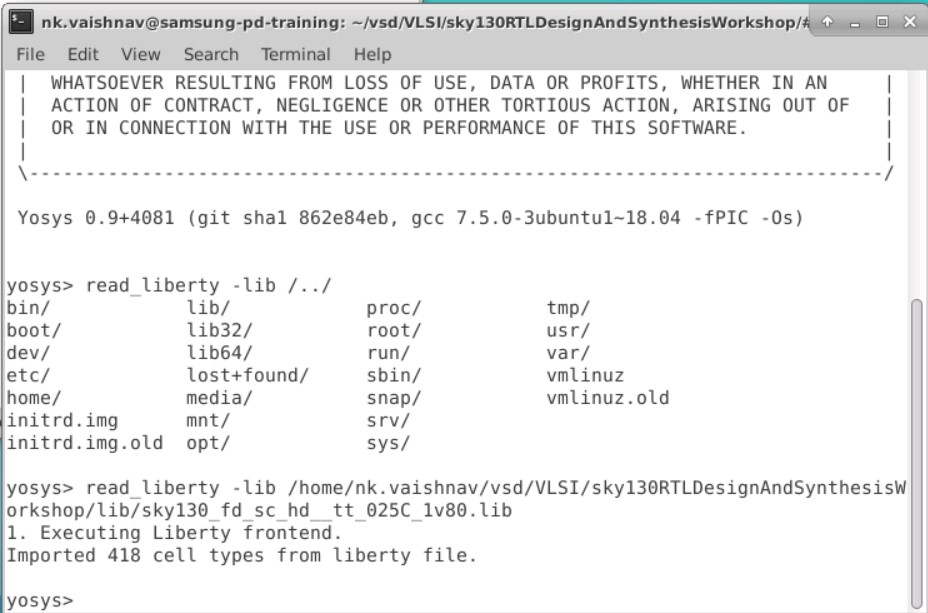 nk.vaishnav@samsung-pd-training: ~/vsd/VLSI/sky130RTLDesignAndSynthesisWorkshop/#
File Edit View Search Terminal Help
| WHATSOEVER RESULTING FROM LOSS OF USE, DATA OR PROFITS, WHETHER IN AN |
| ACTION OF CONTRACT, NEGLIGENCE OR OTHER TORTIOUS ACTION, ARISING OUT OF |
| OR IN CONNECTION WITH THE USE OR PERFORMANCE OF THIS SOFTWARE. |
| |
\----------------------------------------------------------------------------/
Yosys 0.9+4081 (git sha1 862e84eb, gcc 7.5.0-3ubuntu1~18.04 -fPIC -Os)
yosys> read_liberty -lib /../
bin/ lib/ proc/ tmp/
boot/ lib32/ root/ usr/
dev/ lib64/ run/ var/
etc/ lost+found/ sbin/ vmlinuz
home/ media/ snap/ vmlinuz.old
initrd.img mnt/ srv/
initrd.img.old opt/ sys/
yosys> read_liberty -lib /home/nk.vaishnav/vsd/VLSI/sky130RTLDesignAndSynthesisW
orkshop/lib/sky130_fd_sc_hd__tt_025C_1v80.lib
1. Executing Liberty frontend.
Imported 418 cell types from liberty file.
yosys>